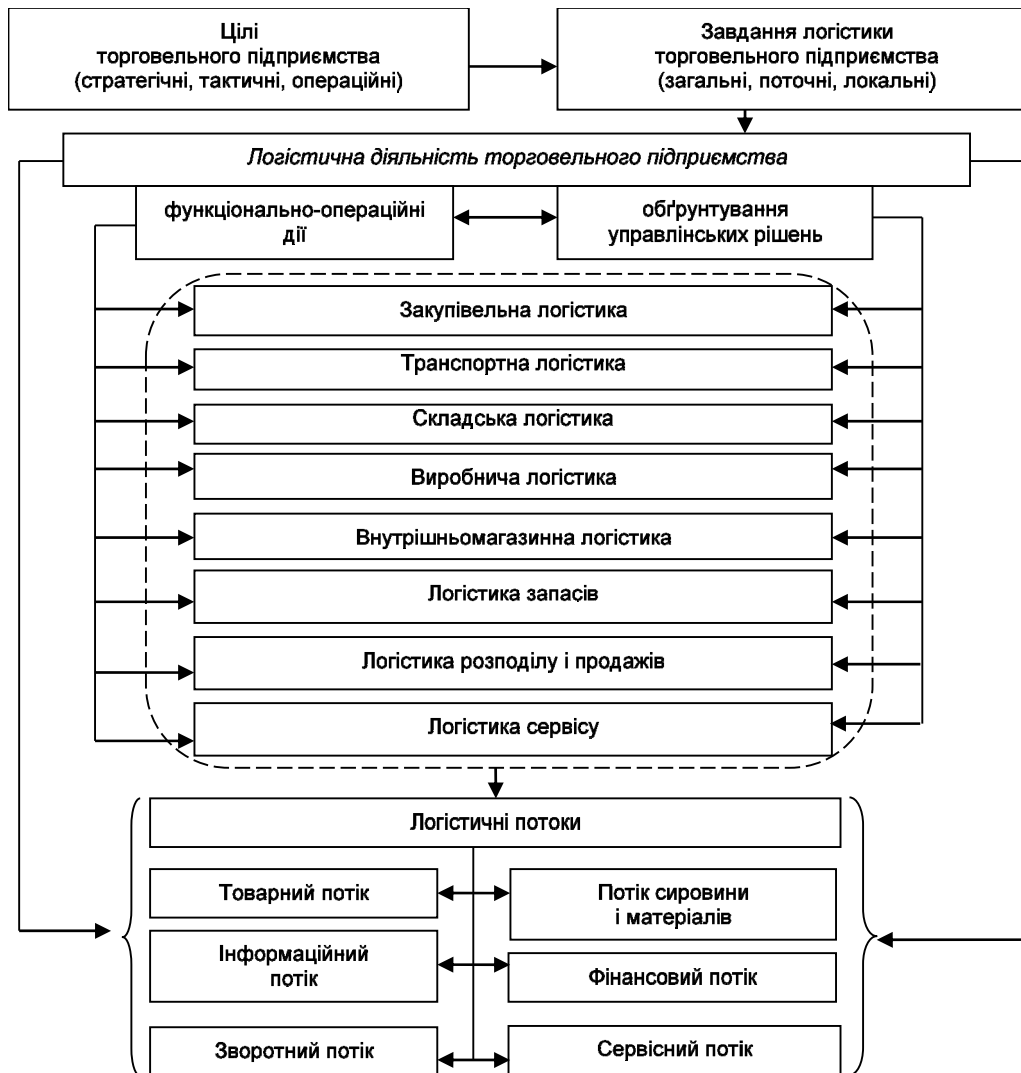 Цілі
торговельного підприємства
(стратегічні, тактичні, операційні)
Завдання логістики
торговельного підприємства
(загальні, поточні, локальні)
Логістична діяльність торговельного підприємства
функціонально-операційні
дії
обґрунтування
управлінських рішень
Закупівельна логістика
Транспортна логістика
Складська логістика
Виробнича логістика
Внутрішньомагазинна логістика
Логістика запасів
Логістика розподілу і продажів
Логістика сервісу
Логістичні потоки
Товарний потік
Потік сировини
і матеріалів
Інформаційний
потік
Фінансовий потік
Зворотний потік
Сервісний потік